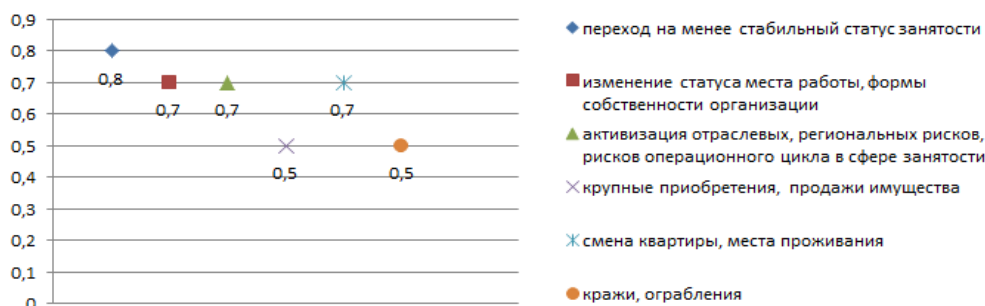 0,9
0,8
0,7
0,6
0,5
0,4
0,3
0,2
0,1
0
0,8
0,7
0,7
0,5
0,7
0,5
переход на менее стабильный статус занятости
изменение статуса места работы, формы
собственности организации
активизация отраслевых, региональных рисков,
рисков операционного цикла в сфере занятости
крупные приобретения, продажи имущества
смена квартиры, места проживания
кражи, ограбления